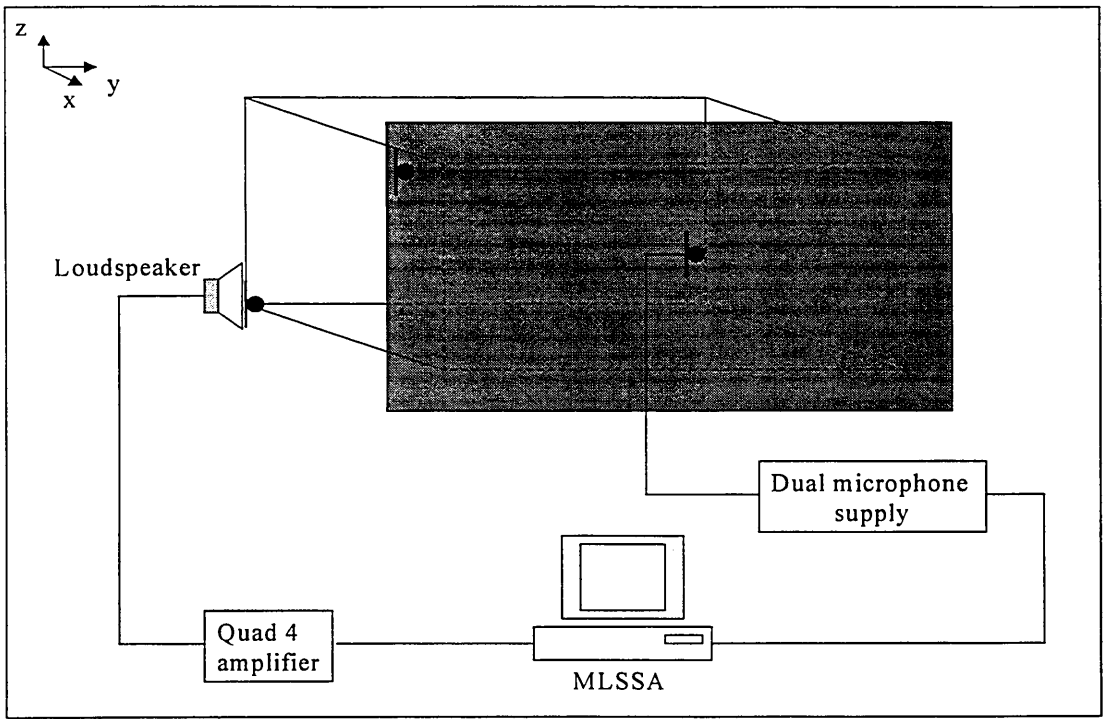 z
y
x
Loudspeaker
Dual microphone
supply
Quad 4
amplifier
MLSSA